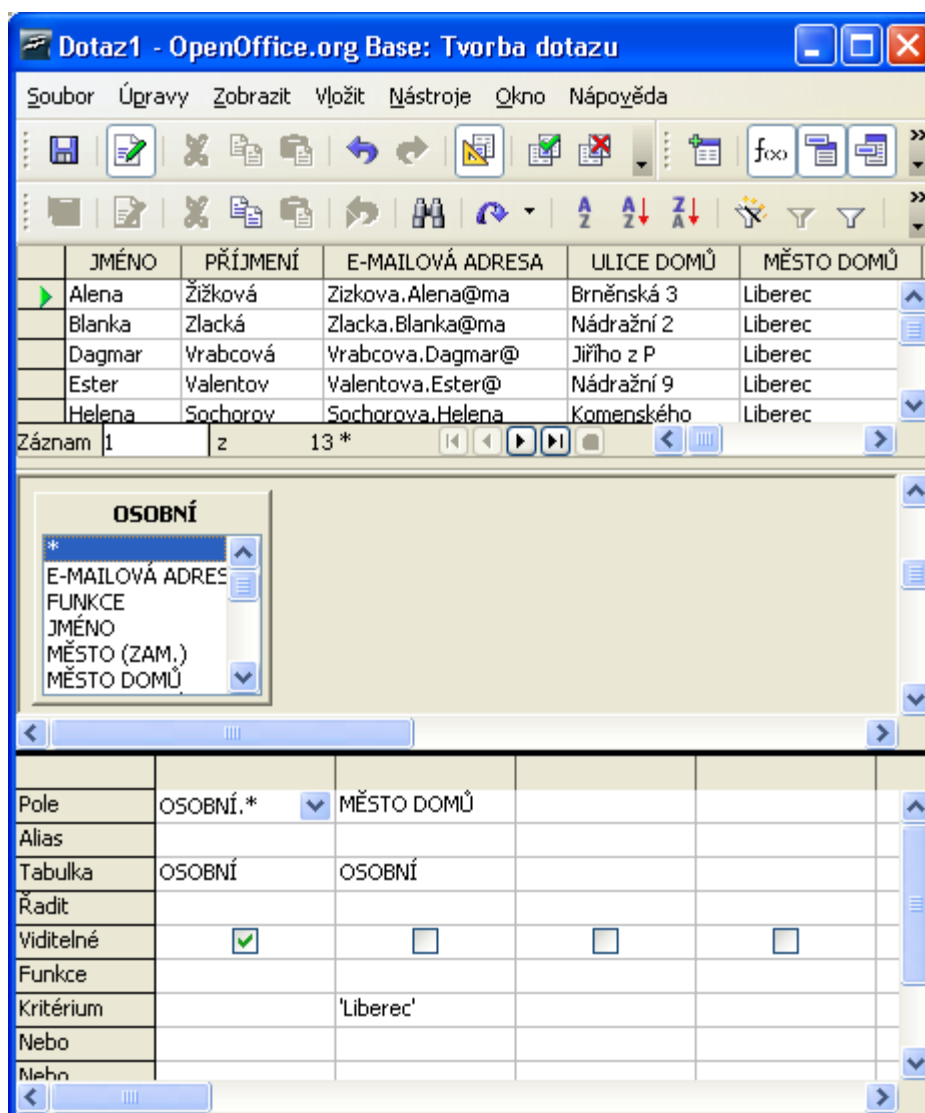 Dotaz1 - OpenOffice.org Base: Tvorba dotazu
Soubor Úpravy Zobrazit Vložit Nástroje Okno Nápověda
JMÉNO PŘÍJMENÍ E-MAILOVÁ ADRESA ULICE DOMŮ MĚSTO DOMŮ
Alena Žižková Zizkova.Alena@ma Brněnská 3 Liberec
Blanka Zlacká Zlacka.Blanka@ma Nádražní 2 Liberec
Dagmar Vrabcová Vrabcova.Dagmar@ Jiřího z P Liberec
Ester Valentov Valentova.Ester@ Nádražní 9 Liberec
Helena Sochorov Sochorova.Helena Komenského Liberec
Záznam 1 z 13 *
OSOBNÍ
*
E-MAILOVÁ ADRES
FUNKCE
JMÉNO
MĚSTO (ZAM.)
MĚSTO DOMŮ
Pole OSOBNÍ.* MĚSTO DOMŮ
Alias
Tabulka OSOBNÍ OSOBNÍ
Řadit
Viditelné
Funkce
Kritérium 'Liberec'
Nebo
Nebo